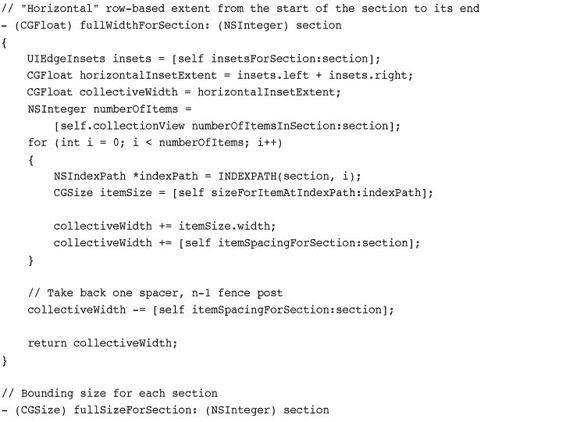 // "Horizontal" row-based extent from the start of the section to its end
- (CGFloat) fullWidthForSection: (NSInteger) section
{
    UIEdgeInsets insets = [self insetsForSection:section];
    CGFloat horizontalInsetExtent = insets.left + insets.right;
    CGFloat collectiveWidth = horizontalInsetExtent;
    NSInteger numberOfItems =
        [self.collectionView numberOfItemsInSection:section];
    for (int i = 0; i < numberOfItems; i++)
    {
        NSIndexPath *indexPath = INDEXPATH(section, i);
        CGSize itemSize = [self sizeForItemAtIndexPath:indexPath];

        collectiveWidth += itemSize.width;
        collectiveWidth += [self itemSpacingForSection:section];
    }

    // Take back one spacer, n-1 fence post
    collectiveWidth -= [self itemSpacingForSection:section];

    return collectiveWidth;
}

// Bounding size for each section
- (CGSize) fullSizeForSection: (NSInteger) section